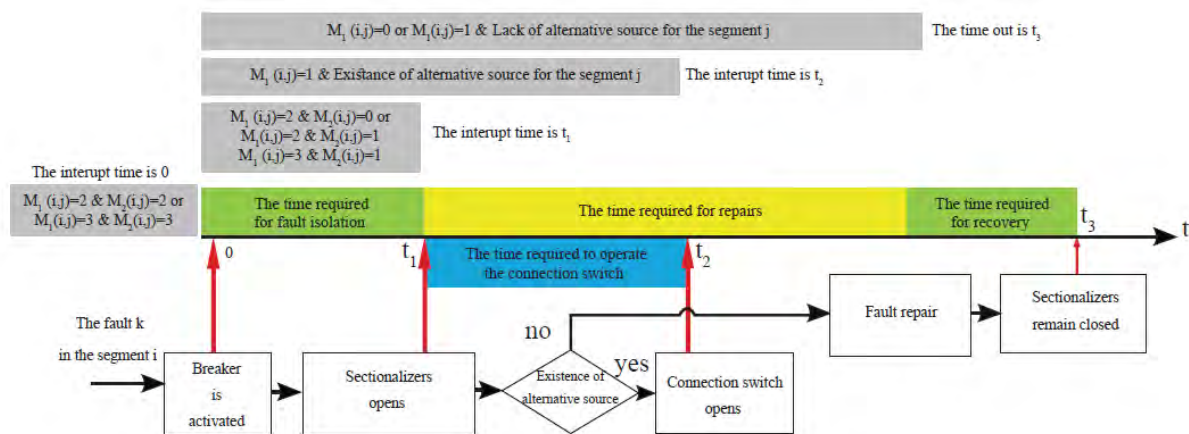 M₁ (i,j)=0 or M₁(i,j)=1 & Lack of alternative source for the segment j
The time out is t₃
M₁ (i,j)=1 & Existance of alternative source for the segment j
The interupt time is t₂
M₁ (i,j)=2 & M₂(i,j)=0 or
M₁(i,j)=2 & M₂(i,j)=1
M₁ (i,j)=3 & M₂(i,j)=1
The interupt time is t₁
The interupt time is 0
M₁ (i,j)=2 & M₂(i,j)=2 or
M₁(i,j)=3 & M₂(i,j)=3
The time required
for fault isolation
The time required for repairs
The time required
for recovery
t₃
t
0
t₁
The time required to operate
the connection switch
t₂
The fault k
in the segment i
Breaker
is
activated
Sectionalizers
opens
no
Existence of
alternative source
yes
Connection switch
opens
Fault repair
Sectionalizers
remain closed